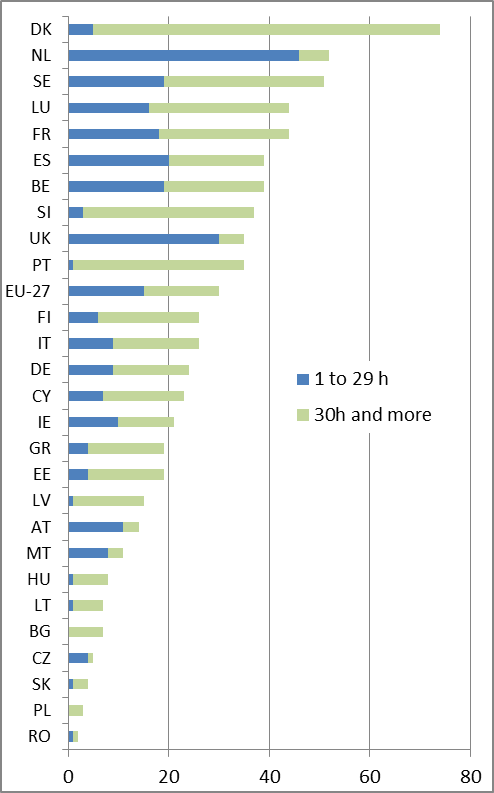 DK
NL
SE
LU
FR
ES
BE
SI
UK
PT
EU-27
FI
IT
DE
CY
IE
GR
EE
LV
AT
MT
HU
LT
BG
CZ
SK
PL
RO
1 to 29 h
30h and more
0 20 40 60 80